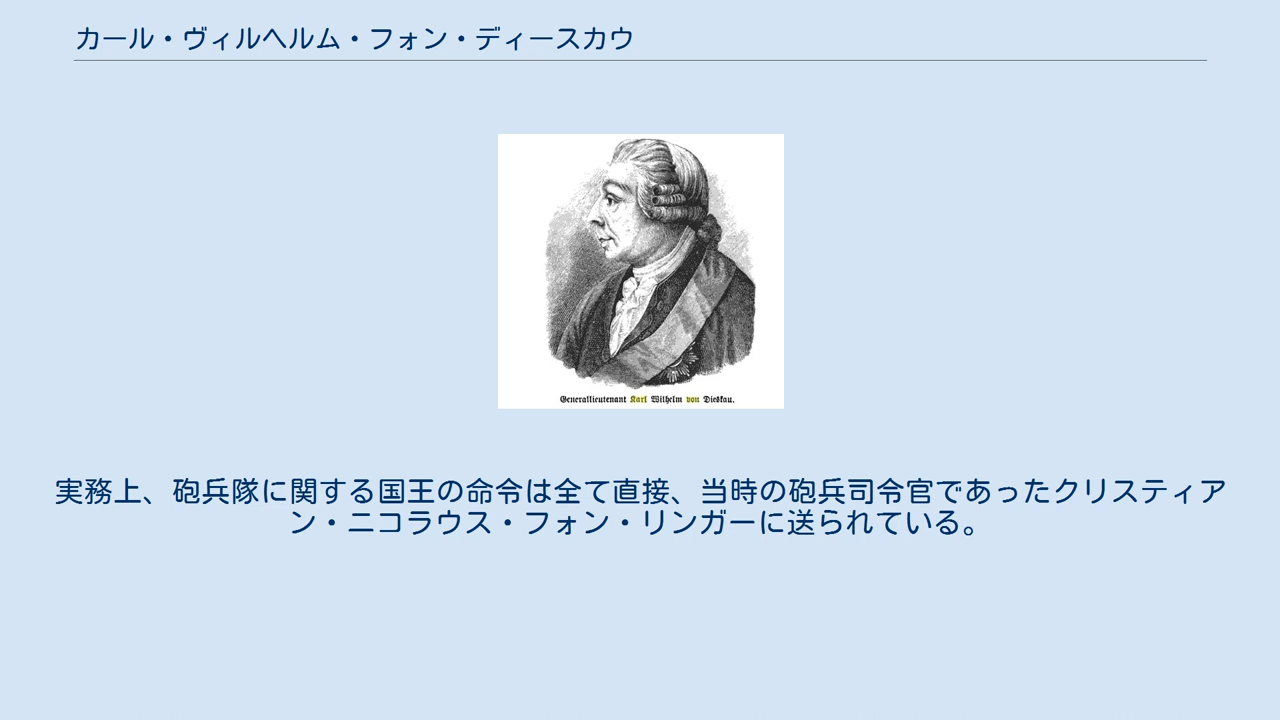 カール・ヴィルヘルム・フォン・ディースカウ
Generallieutenant Karl Wilhelm von Dieskau.
実務上、砲兵隊に関する国王の命令は全て直接、当時の砲兵司令官であったクリスティア
ン・ニコラウス・フォン・リンガーに送られている。